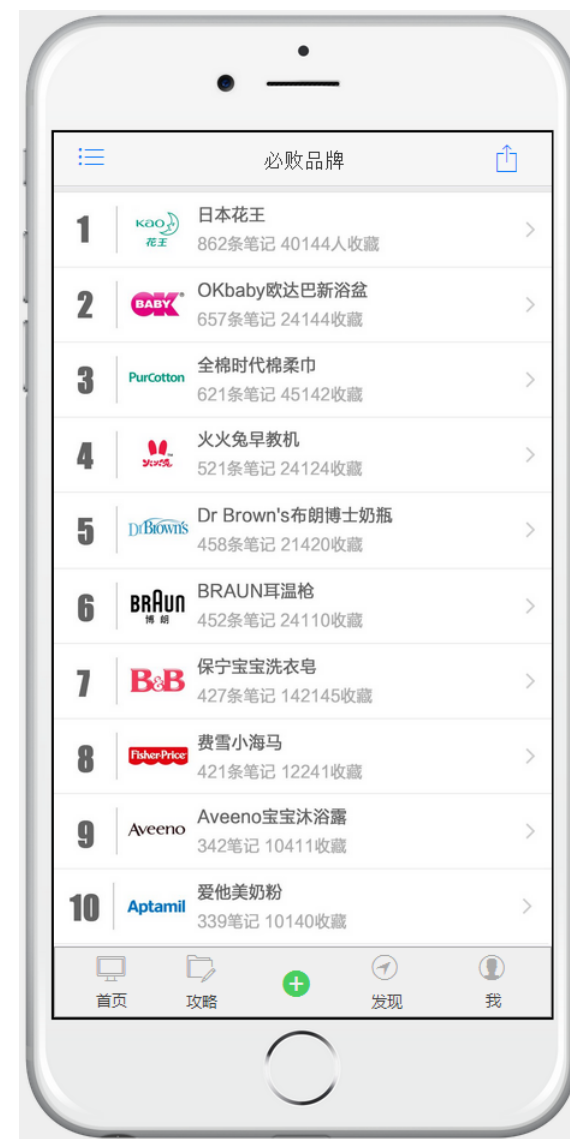 必败品牌
1
Kao
花王
日本花王
862条笔记 40144人收藏
2
OK
BABY
OKbaby欧达巴新浴盆
657条笔记 24144收藏
3
PurCotton
全棉时代棉柔巾
621条笔记 45142收藏
4
火火兔
火火兔早教机
521条笔记 24124收藏
5
DrBrown's
Dr Brown's布朗博士奶瓶
458条笔记 21420收藏
6
BRAUN
博朗
BRAUN耳温枪
452条笔记 24110收藏
7
B&B
保宁宝宝洗衣皂
427条笔记 142145收藏
8
Fisher-Price
费雪小海马
421条笔记 12241收藏
9
Aveeno
Aveeno宝宝沐浴露
342笔记 10411收藏
10
Aptamil
爱他美奶粉
339笔记 10140收藏
首页 攻略 发现 我